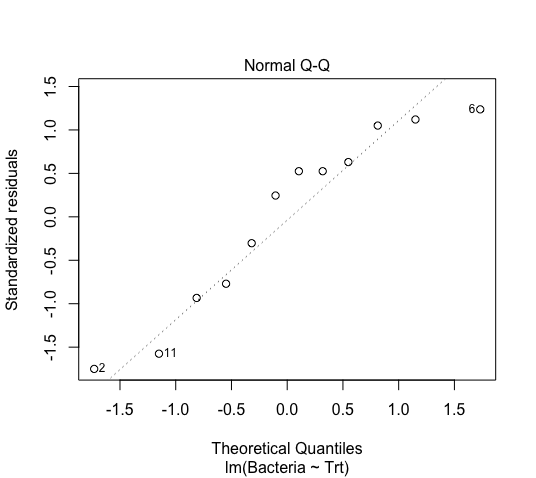 Normal Q-Q
Standardized residuals
1.5
1.0
0.5
0.0
-0.5
-1.0
-1.5
6
11
2
-1.5 -1.0 -0.5 0.0 0.5 1.0 1.5
Theoretical Quantiles
lm(Bacteria ~ Trt)